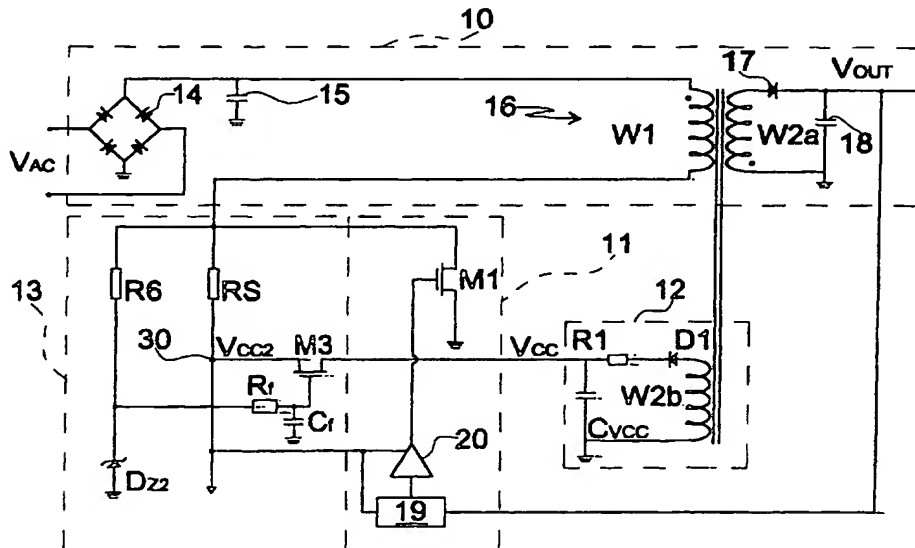 10
14
15
16
W1
17
VOUT
W2a
18
VAC
13
R6
RS
M1
11
12
30
VCC2
M3
VCC
R1
D1
Rf
Cf
W2b
CVCC
20
DZ2
19